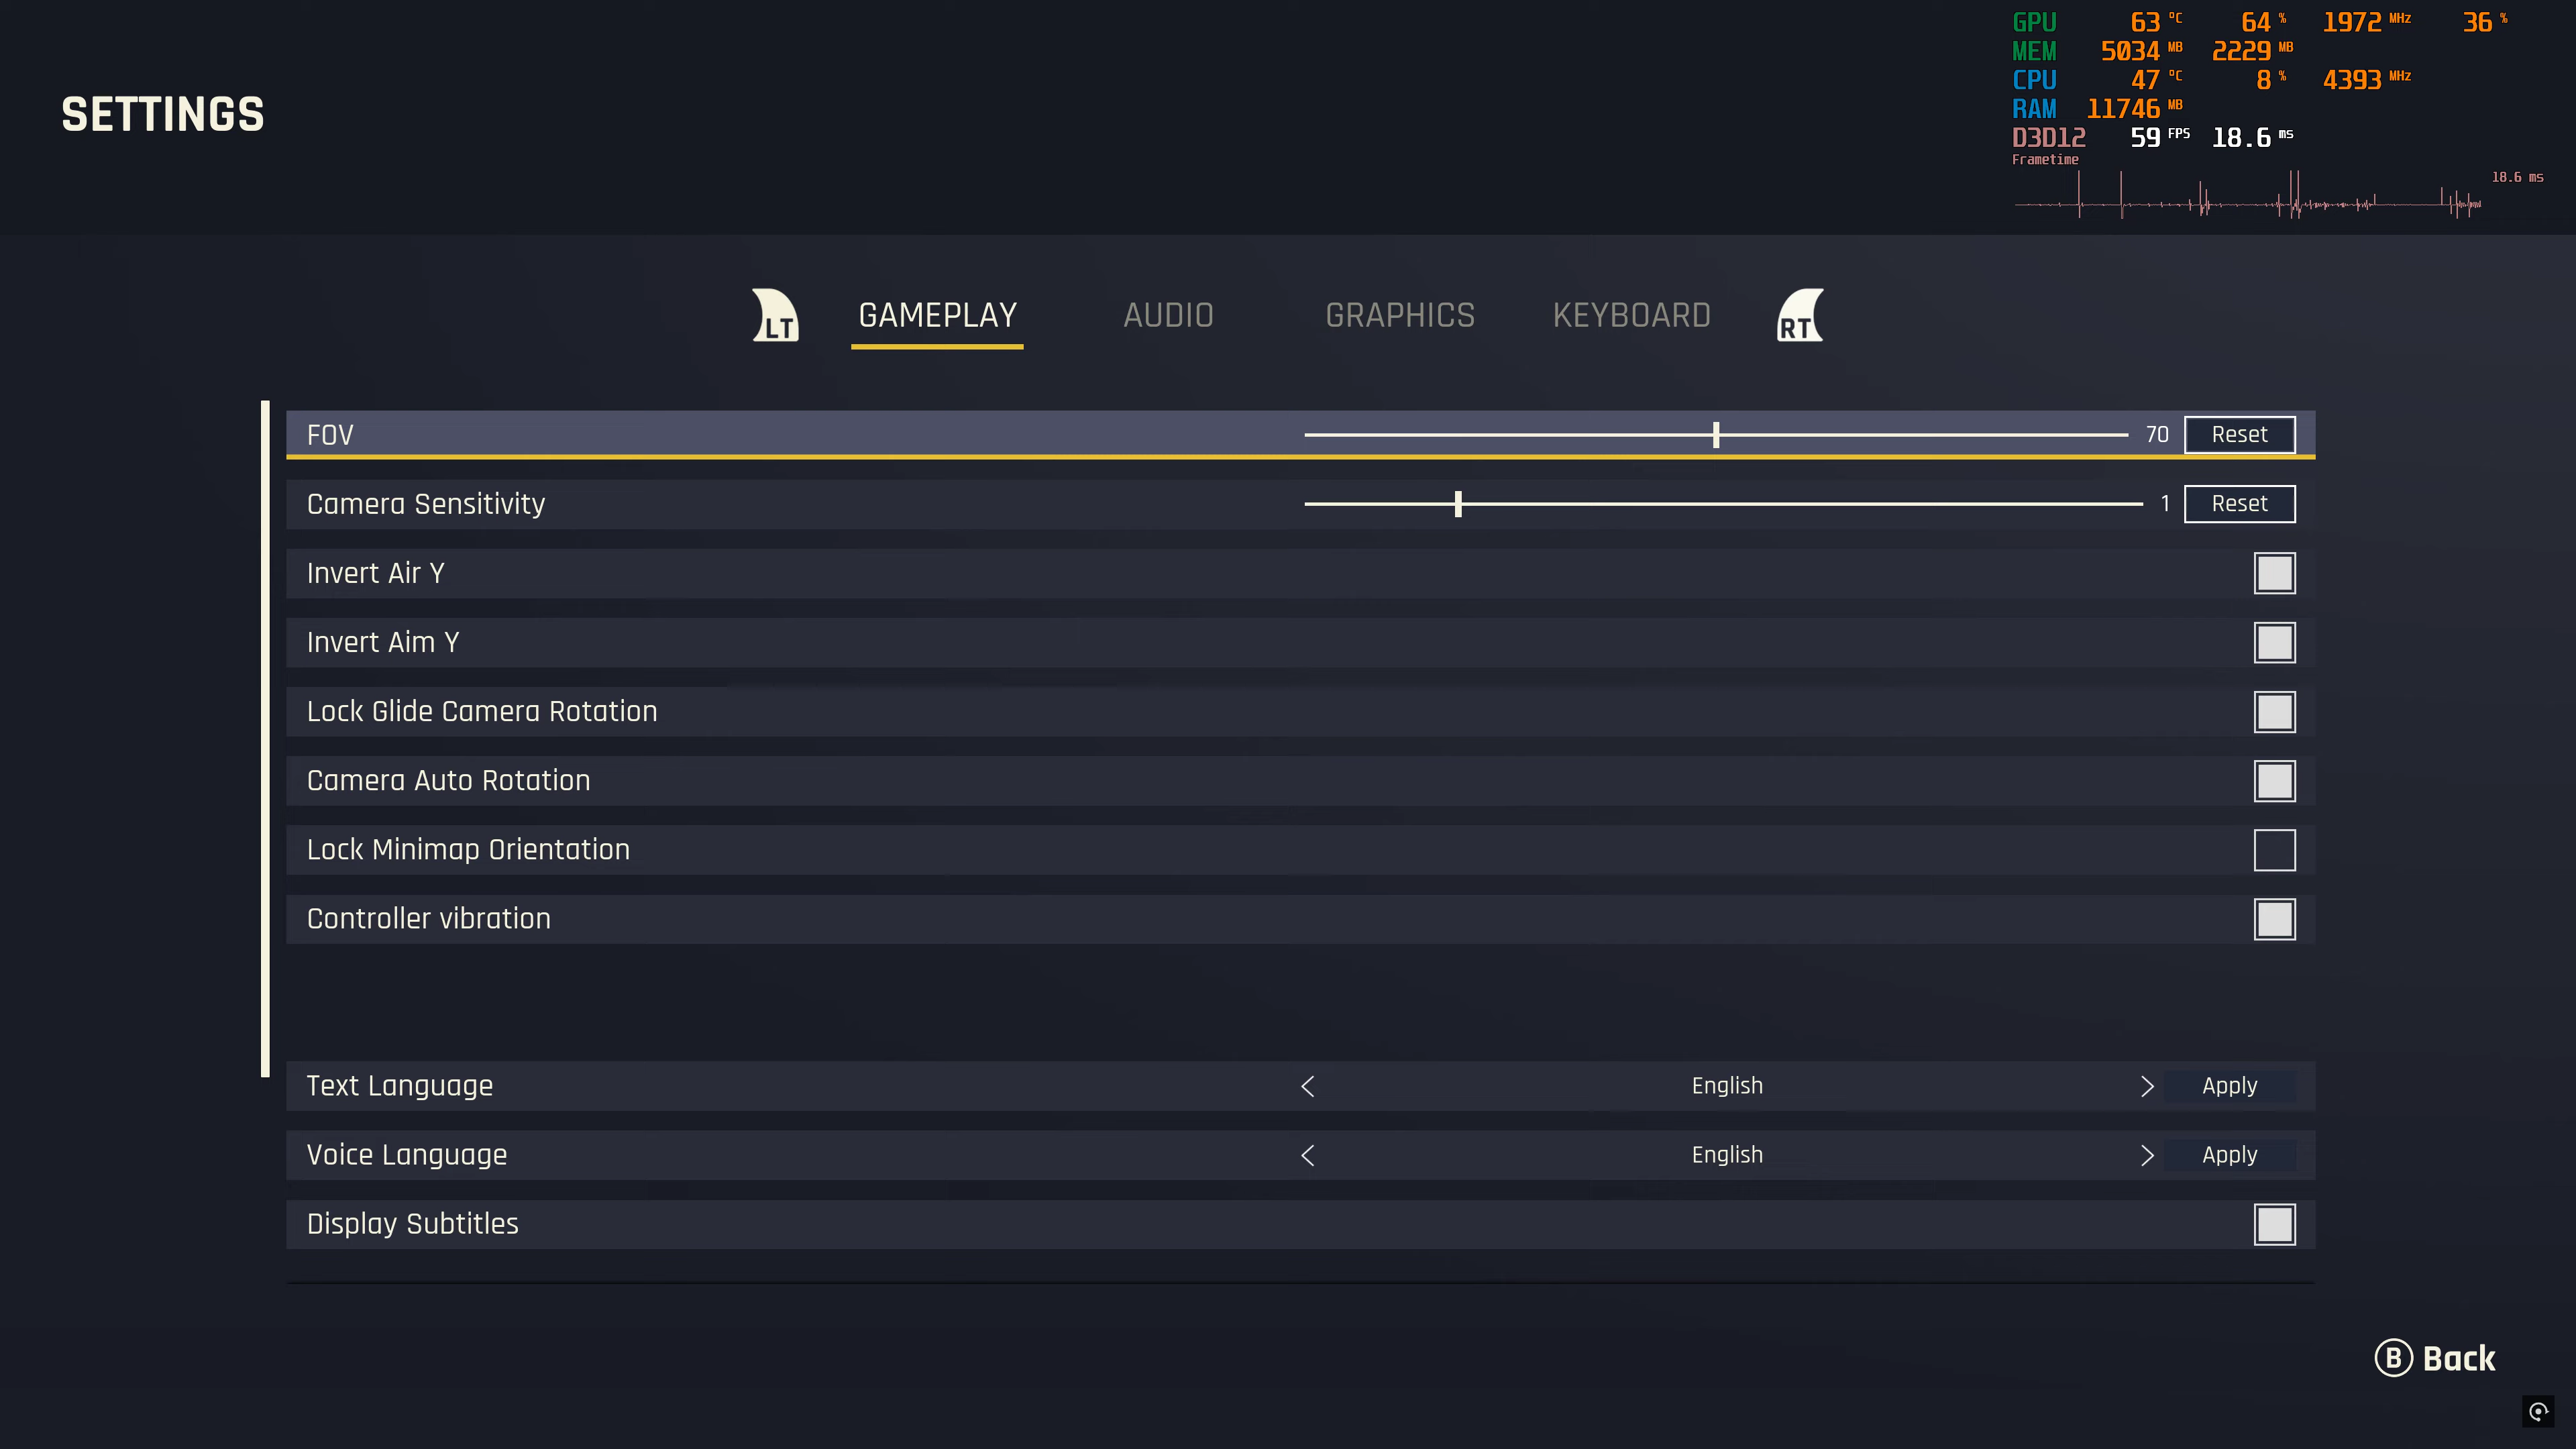 GPU 63 °C 64 % 1972 MHz 36 %
MEM 5034 MB 2229 MB
CPU 47 °C 8 % 4393 MHz
RAM 11746 MB
D3D12 59 FPS 18.6 ms
Frametime
18.6 ms
SETTINGS
LT GAMEPLAY AUDIO GRAPHICS KEYBOARD RT
FOV 70 Reset
Camera Sensitivity 1 Reset
Invert Air Y
Invert Aim Y
Lock Glide Camera Rotation
Camera Auto Rotation
Lock Minimap Orientation
Controller vibration
Text Language < English > Apply
Voice Language < English > Apply
Display Subtitles
B Back